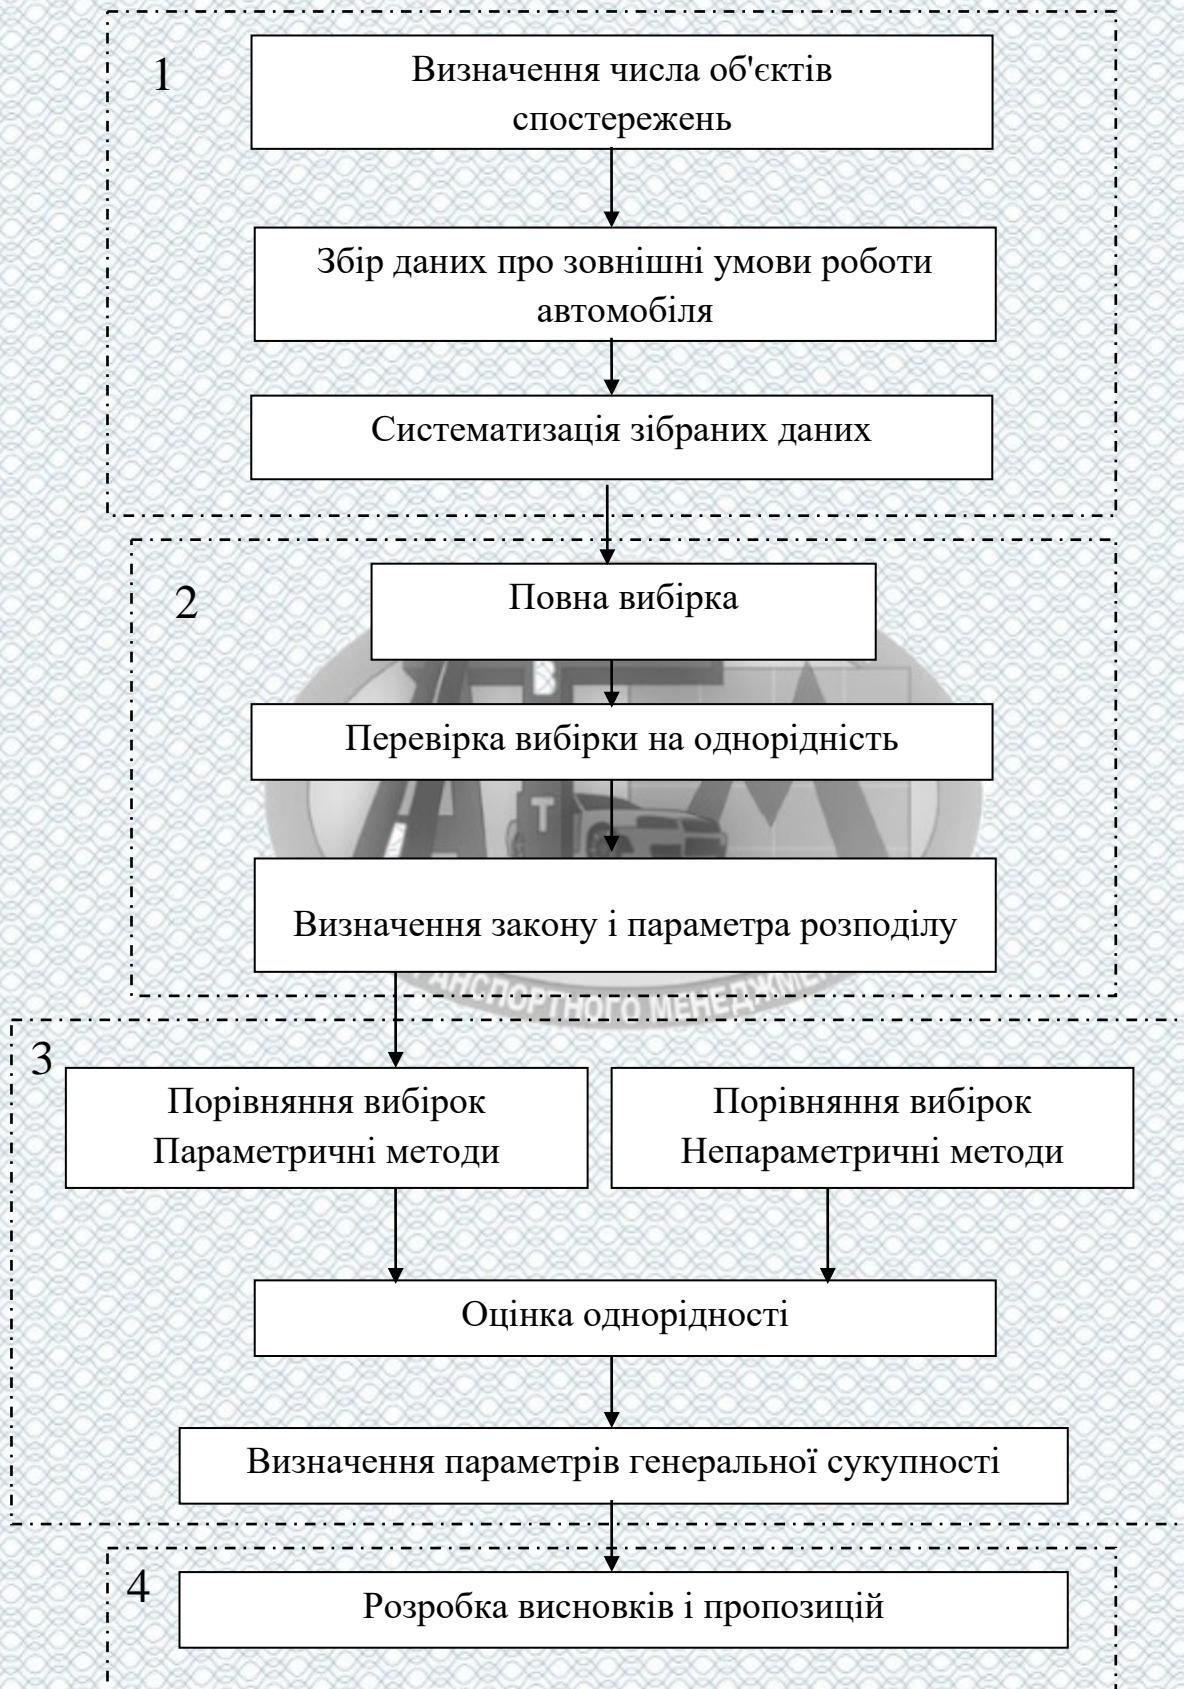 1
Визначення числа об'єктів
спостережень
Збір даних про зовнішні умови роботи
автомобіля
Систематизація зібраних даних
2
Повна вибірка
В
Перевірка вибірки на однорідність
Т
Визначення закону і параметра розподілу
3
Порівняння вибірок
Параметричні методи
Порівняння вибірок
Непараметричні методи
Оцінка однорідності
Визначення параметрів генеральної сукупності
4
Розробка висновків і пропозицій